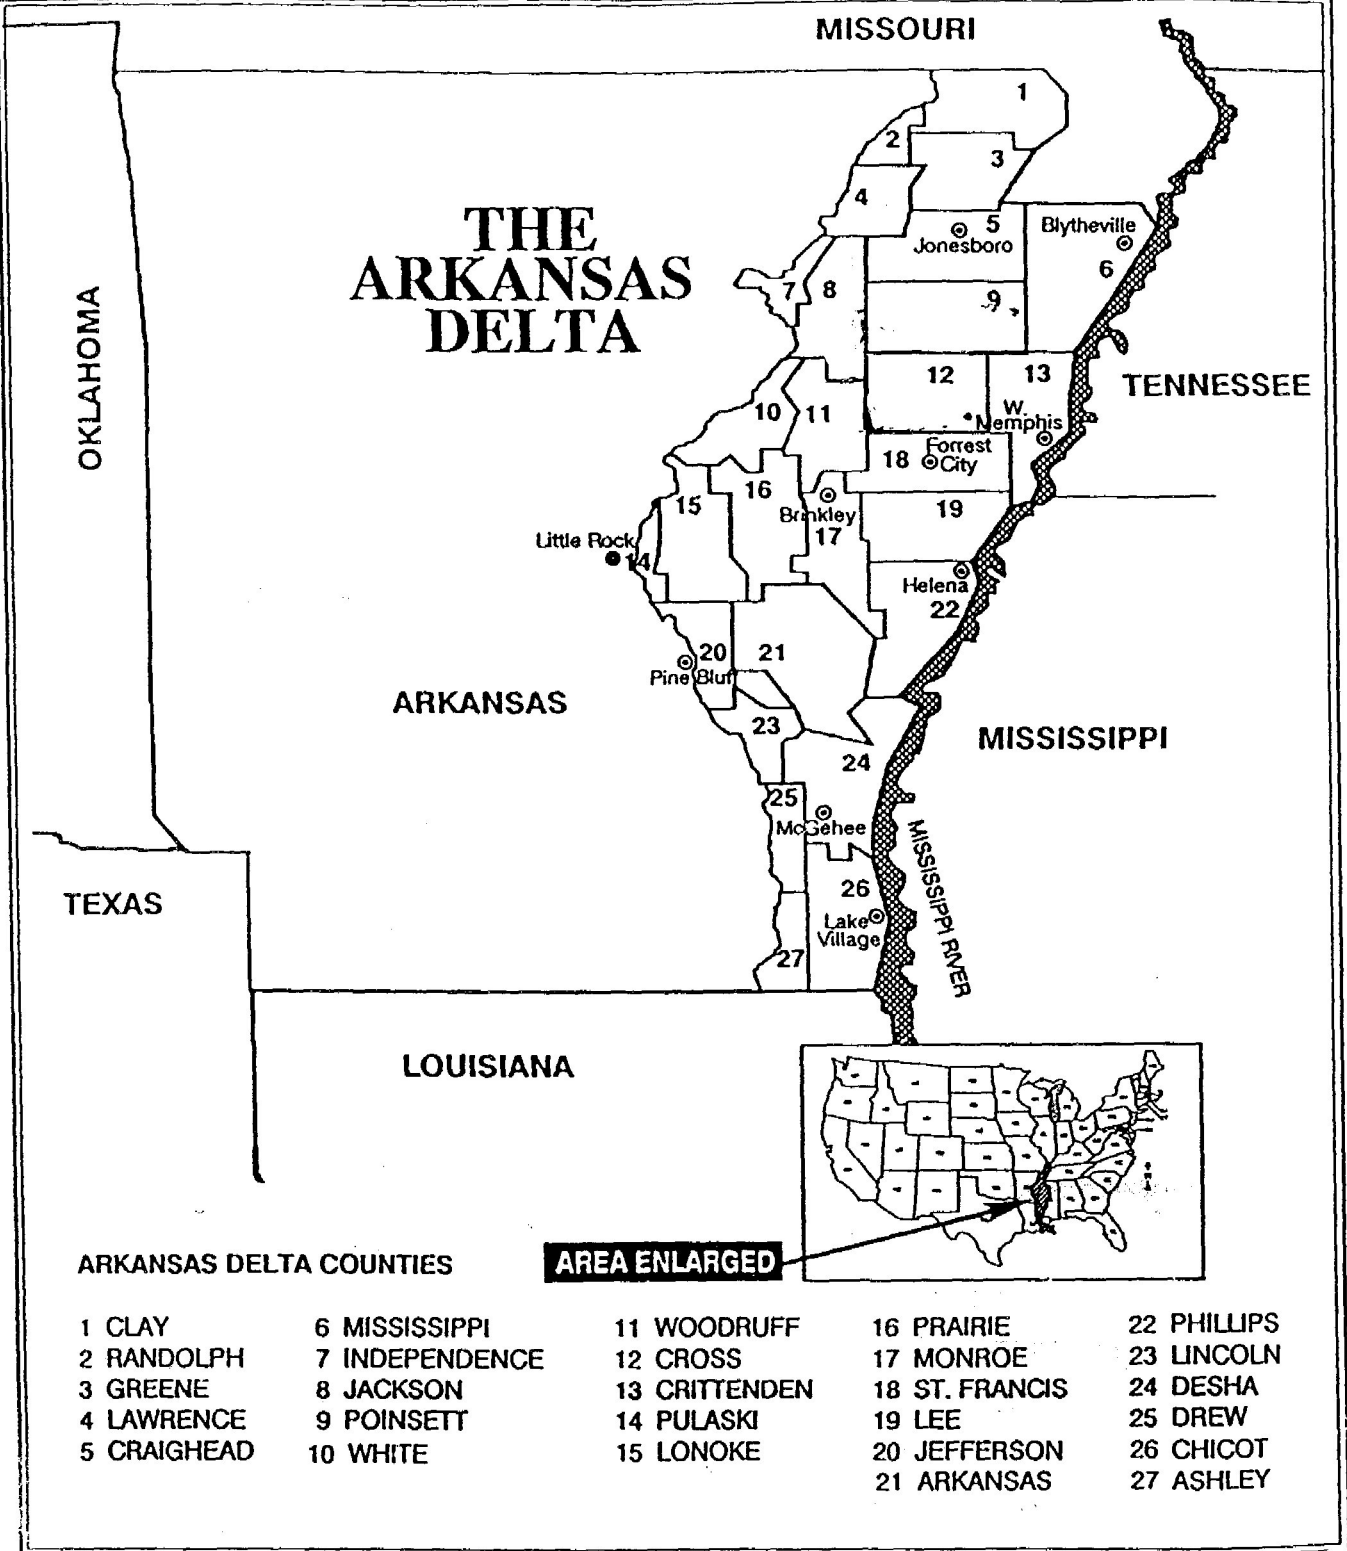 MISSOURI
1
2
3
4
THE
ARKANSAS
DELTA
5
Jonesboro
Blytheville
6
7
8
9
OKLAHOMA
12
13
TENNESSEE
10
11
W.
Memphis
Forrest
City
18
16
15
Brinkley
17
19
Little Rock
14
Helena
22
20
21
Pine Bluff
ARKANSAS
23
MISSISSIPPI
24
25
McGehee
MISSISSIPPI RIVER
26
TEXAS
Lake
Village
27
LOUISIANA
AREA ENLARGED
ARKANSAS DELTA COUNTIES
1 CLAY
2 RANDOLPH
3 GREENE
4 LAWRENCE
5 CRAIGHEAD
6 MISSISSIPPI
7 INDEPENDENCE
8 JACKSON
9 POINSETT
10 WHITE
11 WOODRUFF
12 CROSS
13 CRITTENDEN
14 PULASKI
15 LONOKE
16 PRAIRIE
17 MONROE
18 ST. FRANCIS
19 LEE
20 JEFFERSON
21 ARKANSAS
22 PHILLIPS
23 LINCOLN
24 DESHA
25 DREW
26 CHICOT
27 ASHLEY